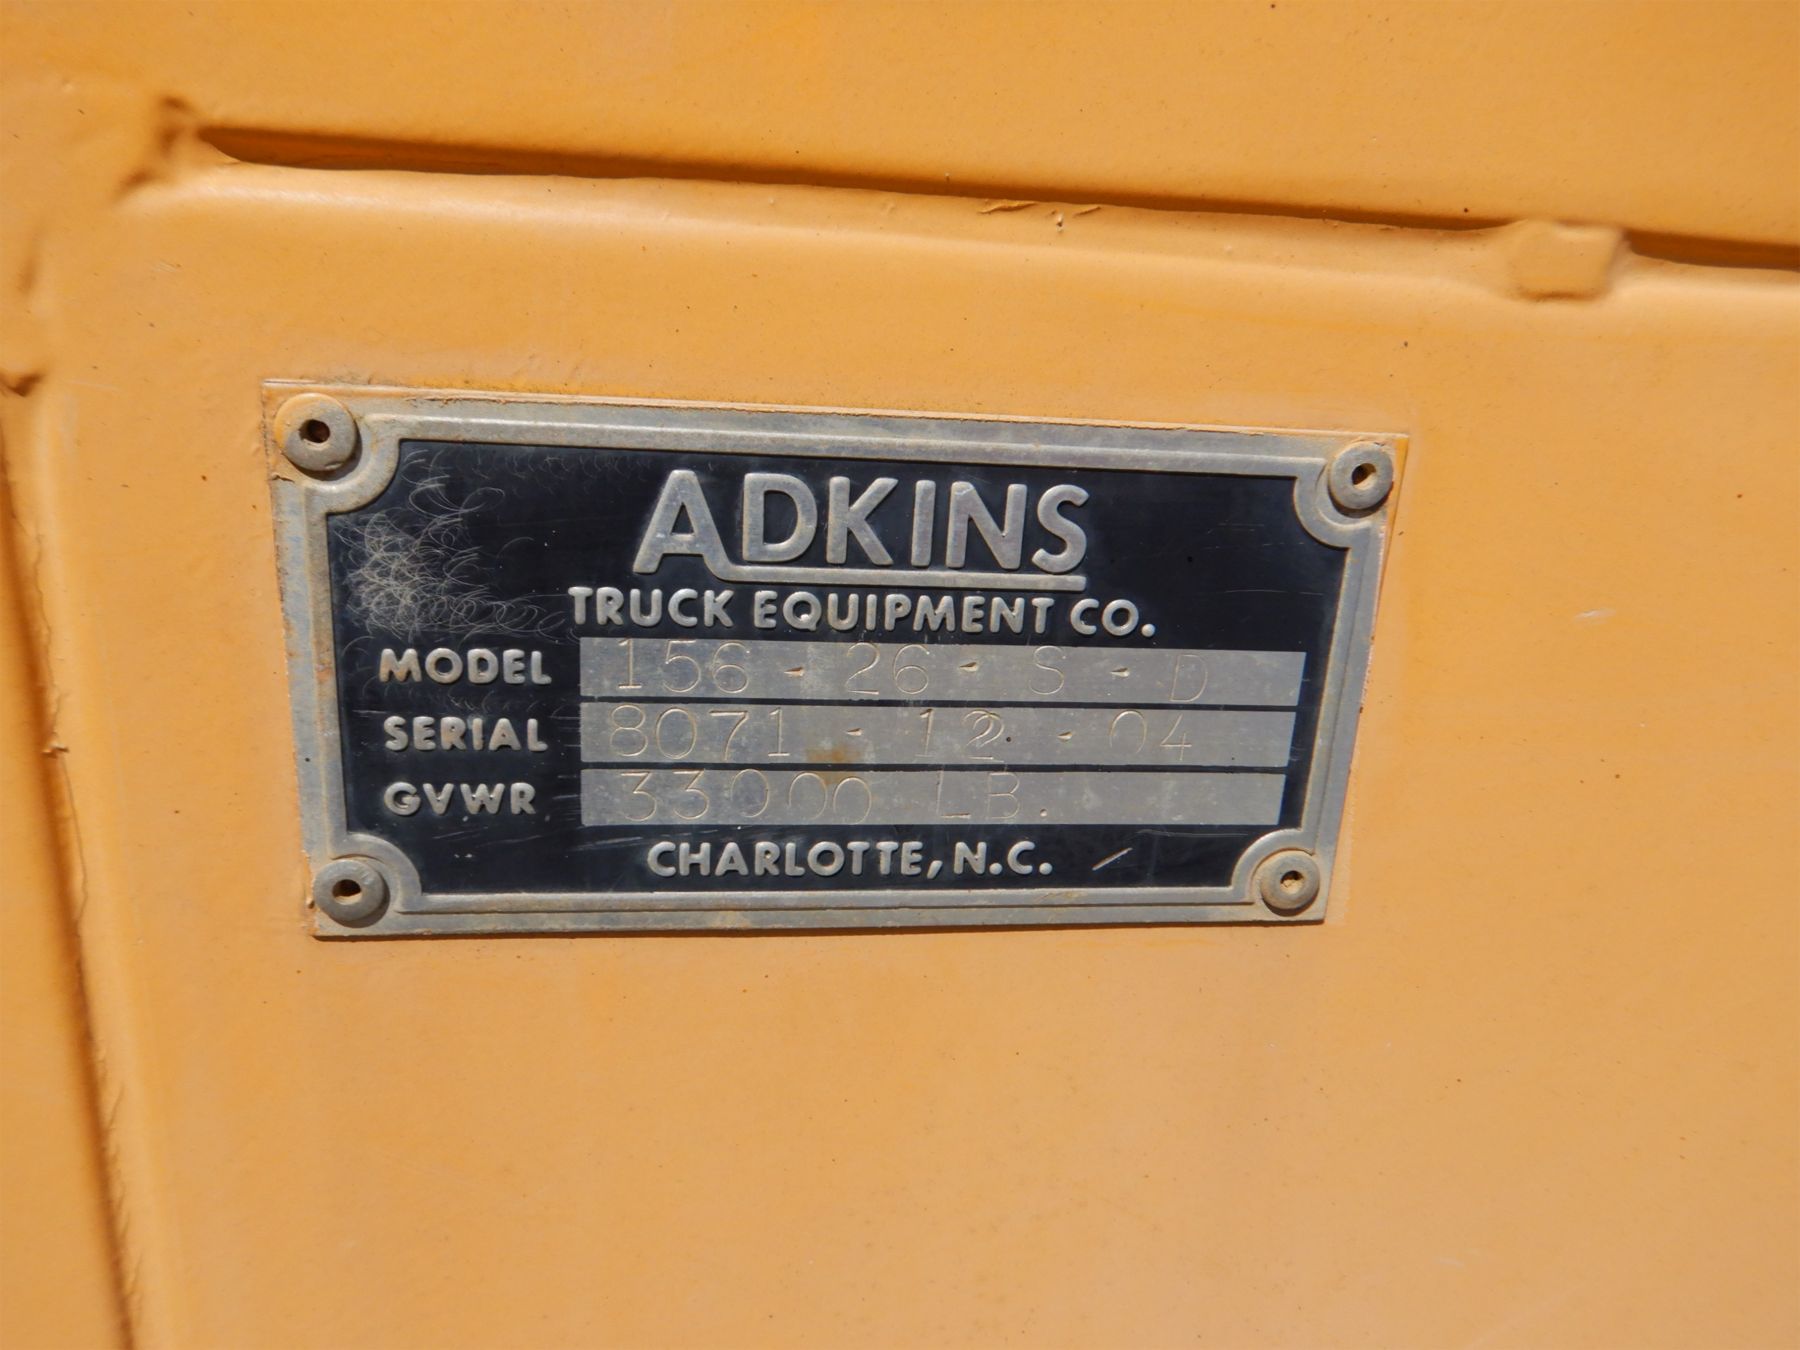 ADKINS
TRUCK EQUIPMENT CO.
MODEL 156 - 26 - S - D
SERIAL 8071 - 12 - 04
GVWR 33000 LB.
CHARLOTTE, N.C.